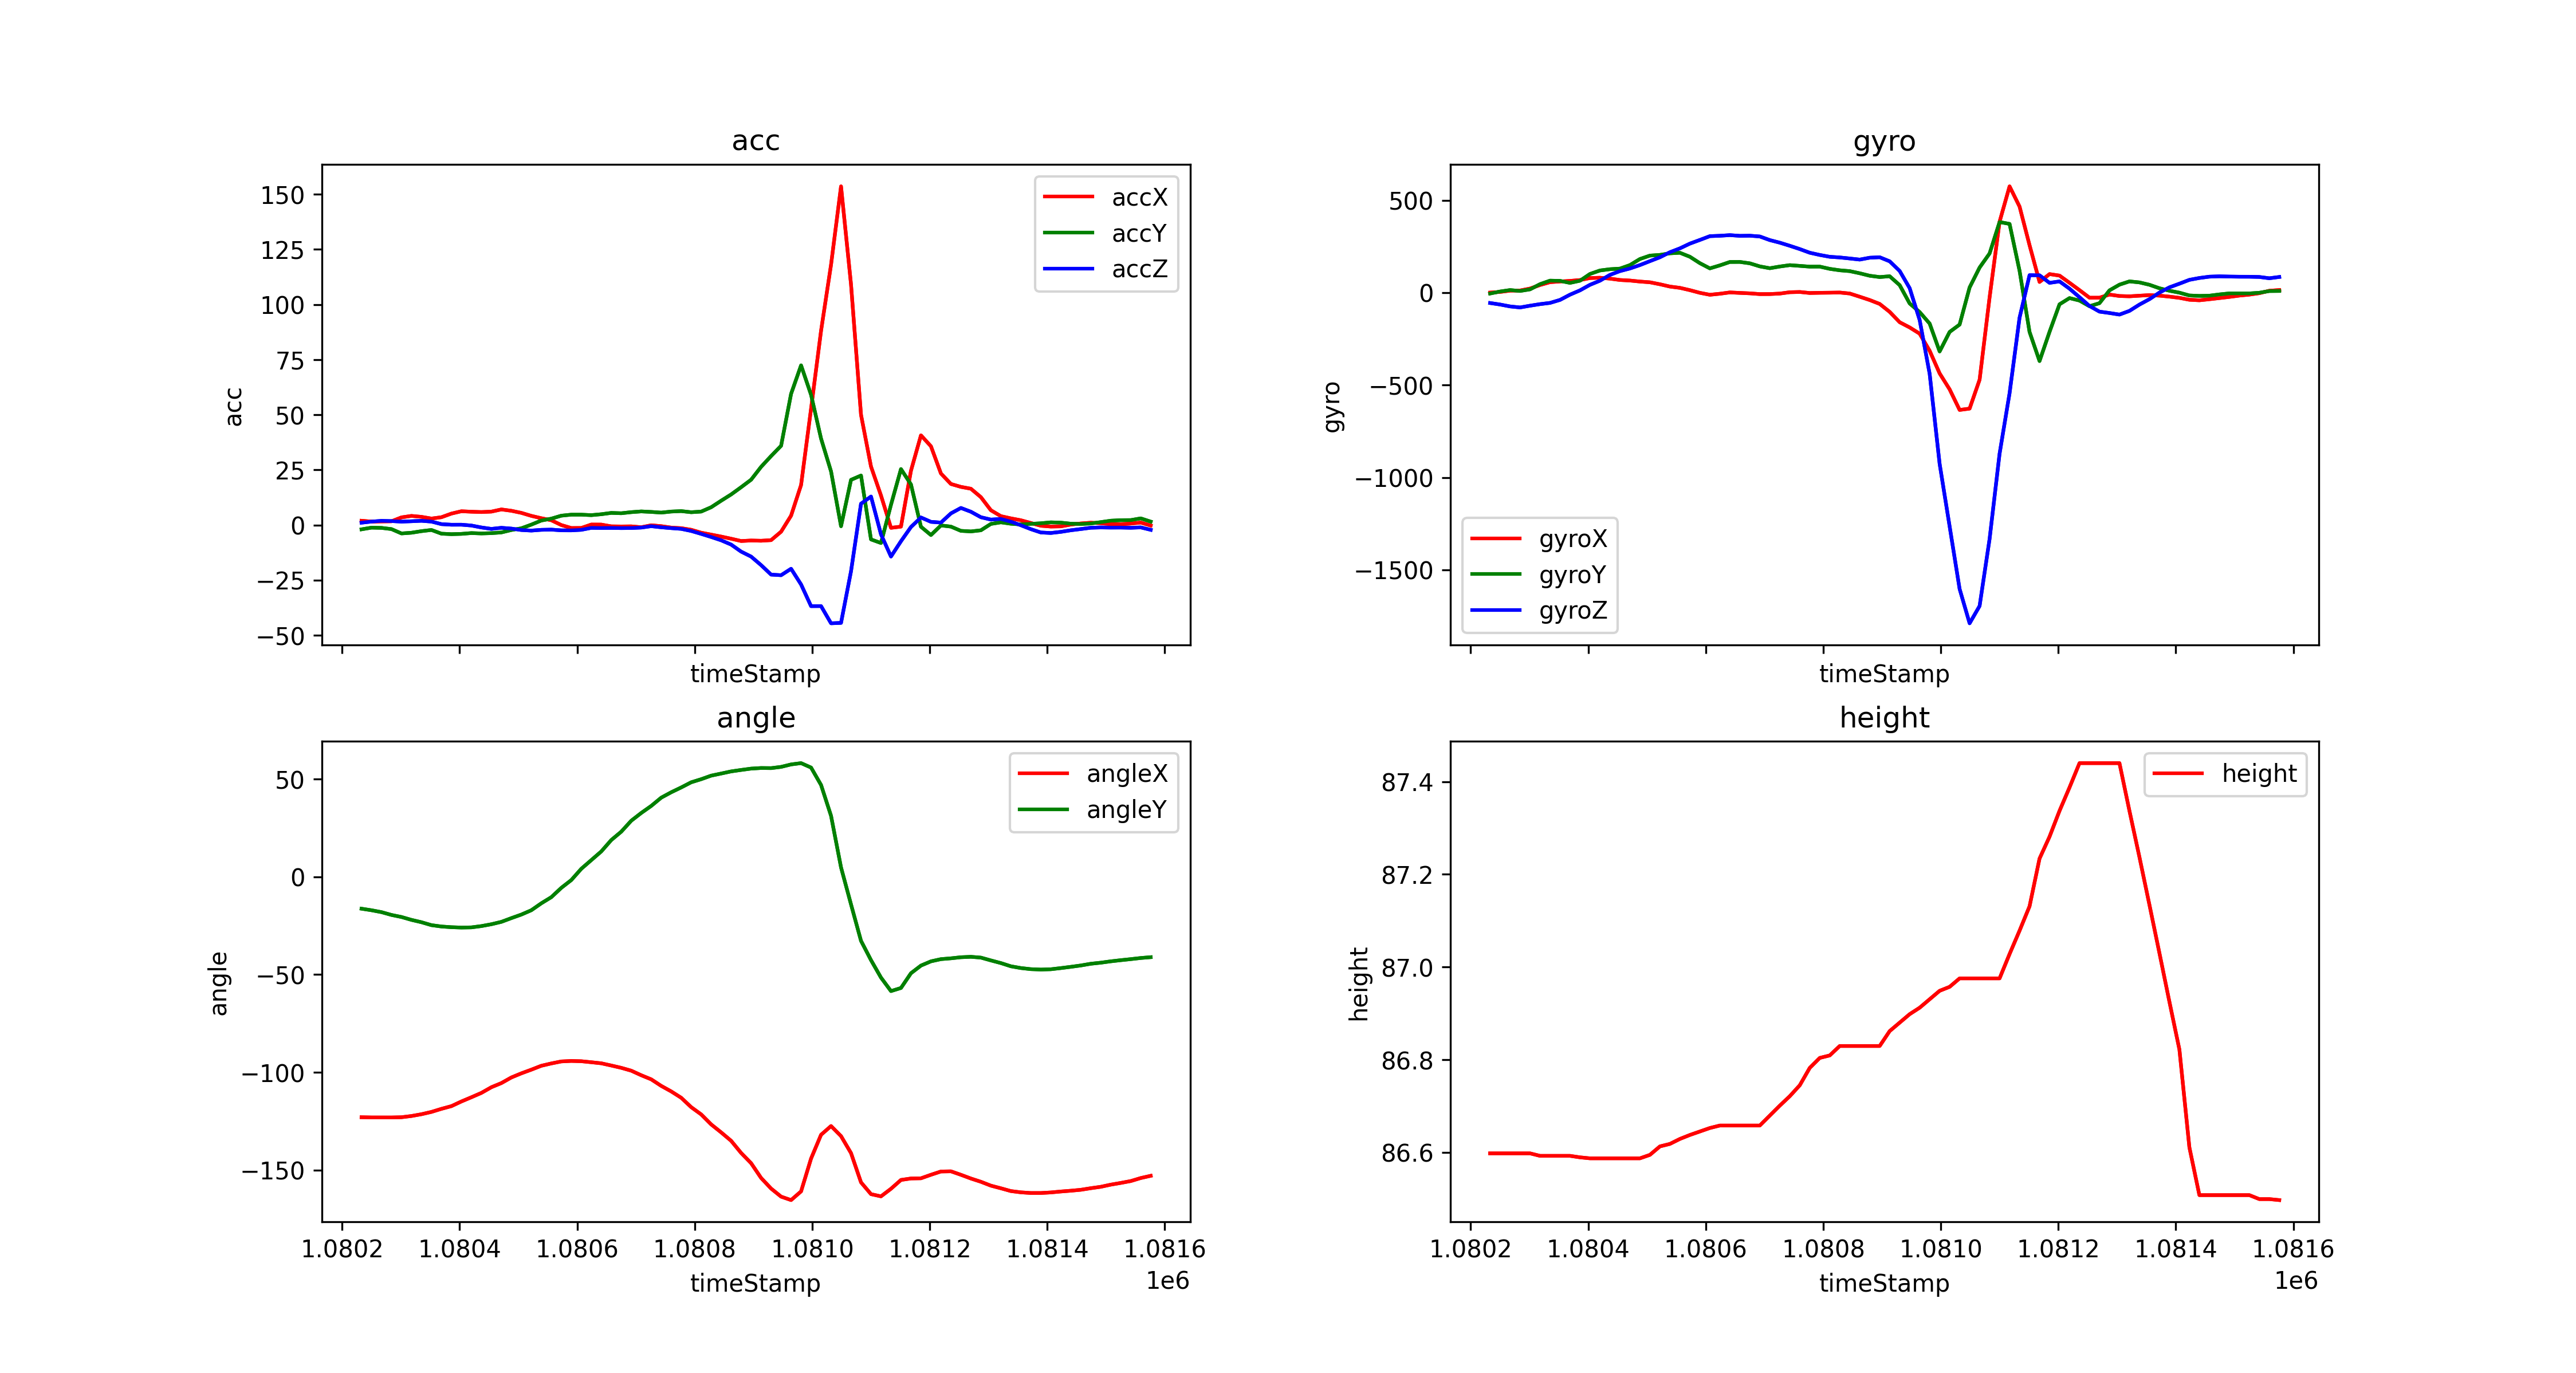 acc
150
125
100
75
50
25
0
−25
−50
acc
timeStamp
accX
accY
accZ
gyro
500
0
−500
−1000
−1500
gyro
timeStamp
gyroX
gyroY
gyroZ
angle
50
0
−50
−100
−150
angle
angleX
angleY
1.0802 1.0804 1.0806 1.0808 1.0810 1.0812 1.0814 1.0816
timeStamp
1e6
height
87.4
87.2
87.0
86.8
86.6
height
height
1.0802 1.0804 1.0806 1.0808 1.0810 1.0812 1.0814 1.0816
timeStamp
1e6